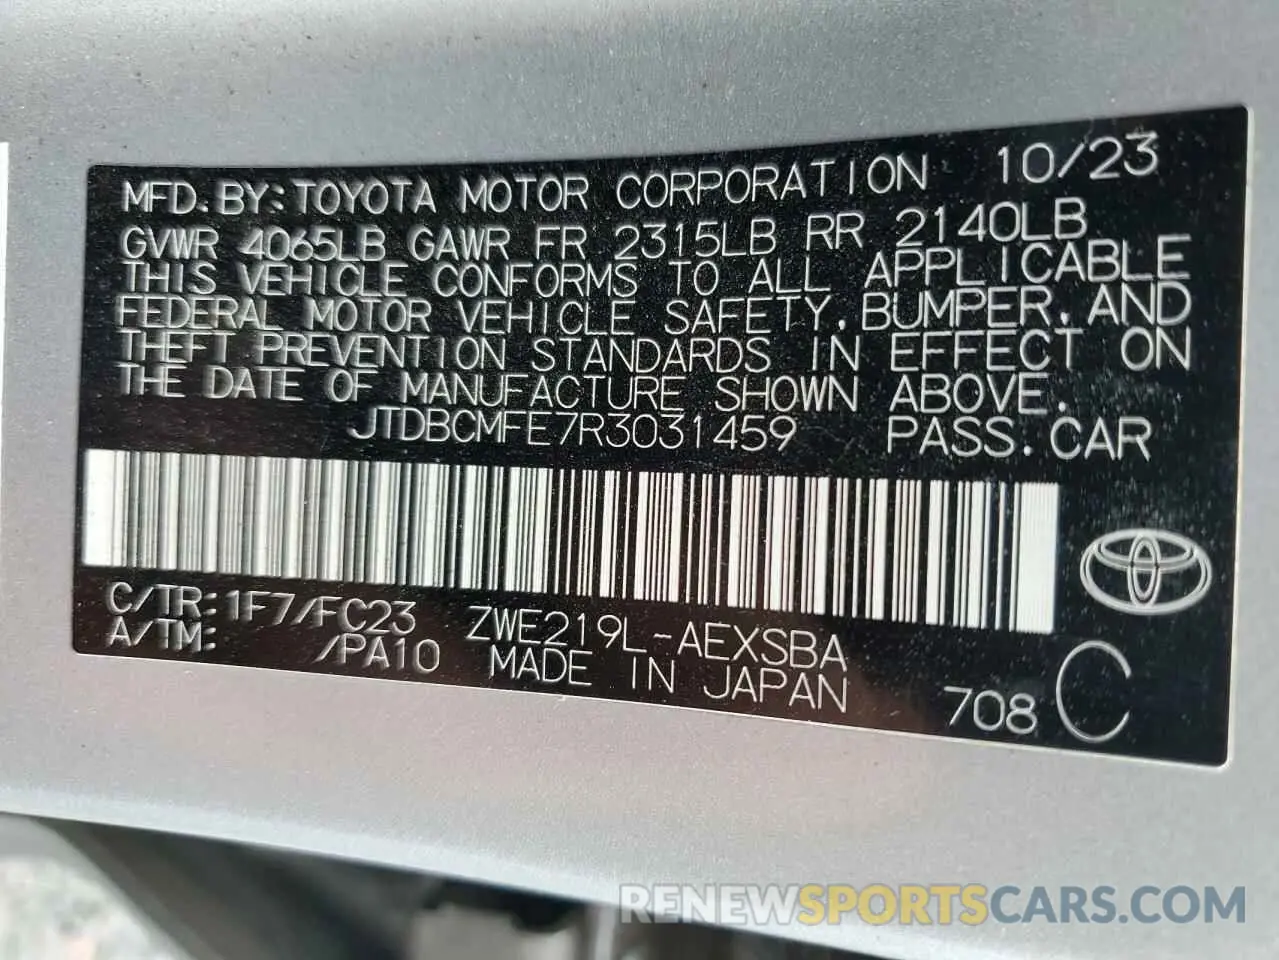 MFD. BY: TOYOTA MOTOR CORPORATION 10/23
GVWR 4065LB GAWR FR 2315LB RR 2140LB
THIS VEHICLE CONFORMS TO ALL APPLICABLE
FEDERAL MOTOR VEHICLE SAFETY, BUMPER, AND
THEFT PREVENTION STANDARDS IN EFFECT ON
THE DATE OF MANUFACTURE SHOWN ABOVE.
JTDBCMFE7R3031459 PASS. CAR
C/TR: 1F7/FC23 ZWE219L-AEXSBA
A/TM: /PA10 MADE IN JAPAN
708 C
RENEWSPORTSCARS.COM